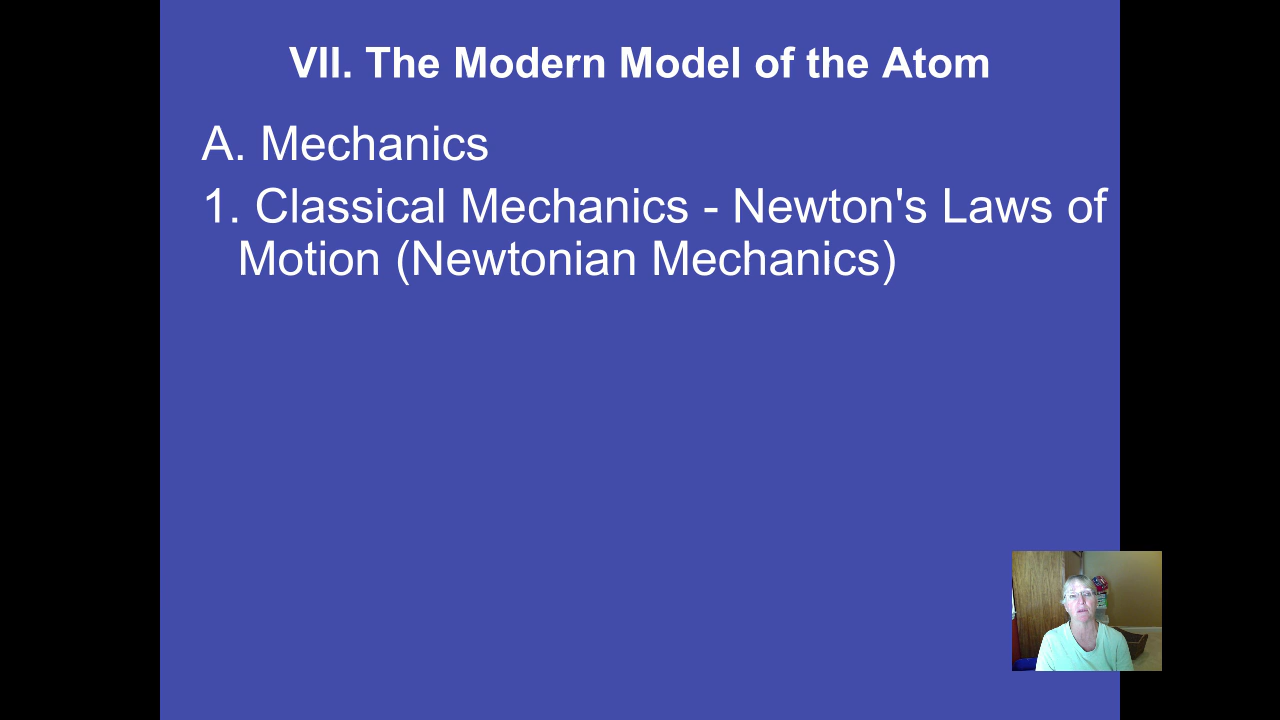 VII. The Modern Model of the Atom
A. Mechanics
1. Classical Mechanics - Newton's Laws of
Motion (Newtonian Mechanics)